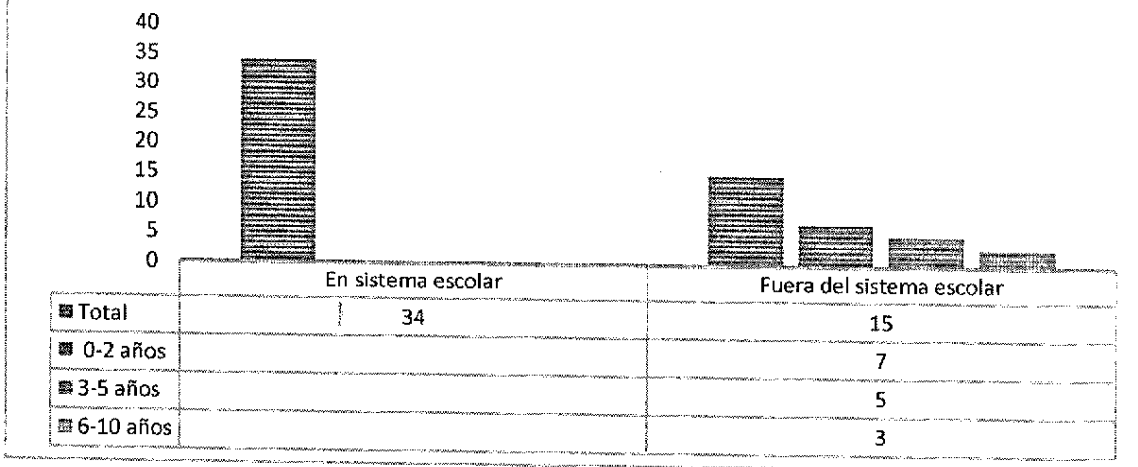 40
35
30
25
20
15
10
5
0
En sistema escolar Fuera del sistema escolar
Total 34 15
0-2 años 7
3-5 años 5
6-10 años 3